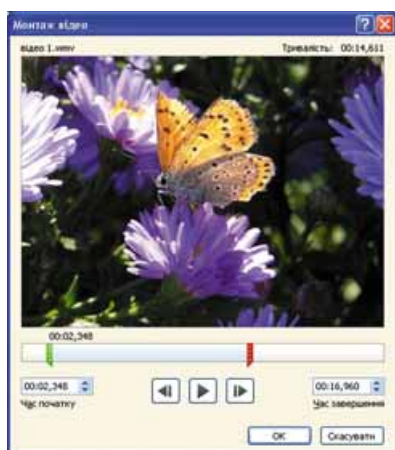 Монтаж відео
відео 1.wmv Тривалість: 00:14,611
00:02,348
00:02,348 00:16,960
Час початку Час завершення
ОК Скасувати